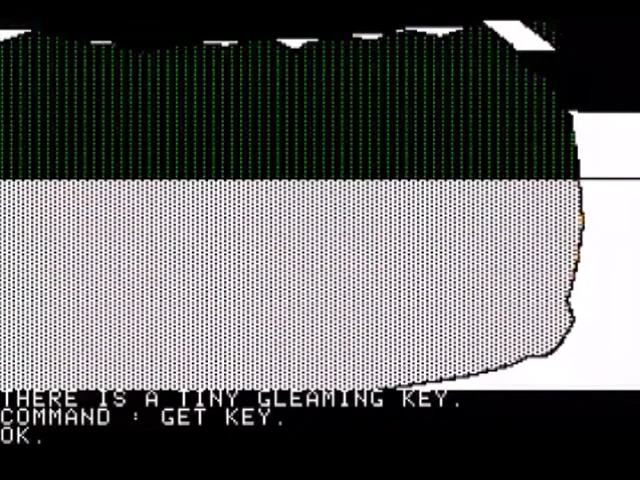 THERE IS A TINY GLEAMING KEY.
COMMAND : GET KEY.
OK.